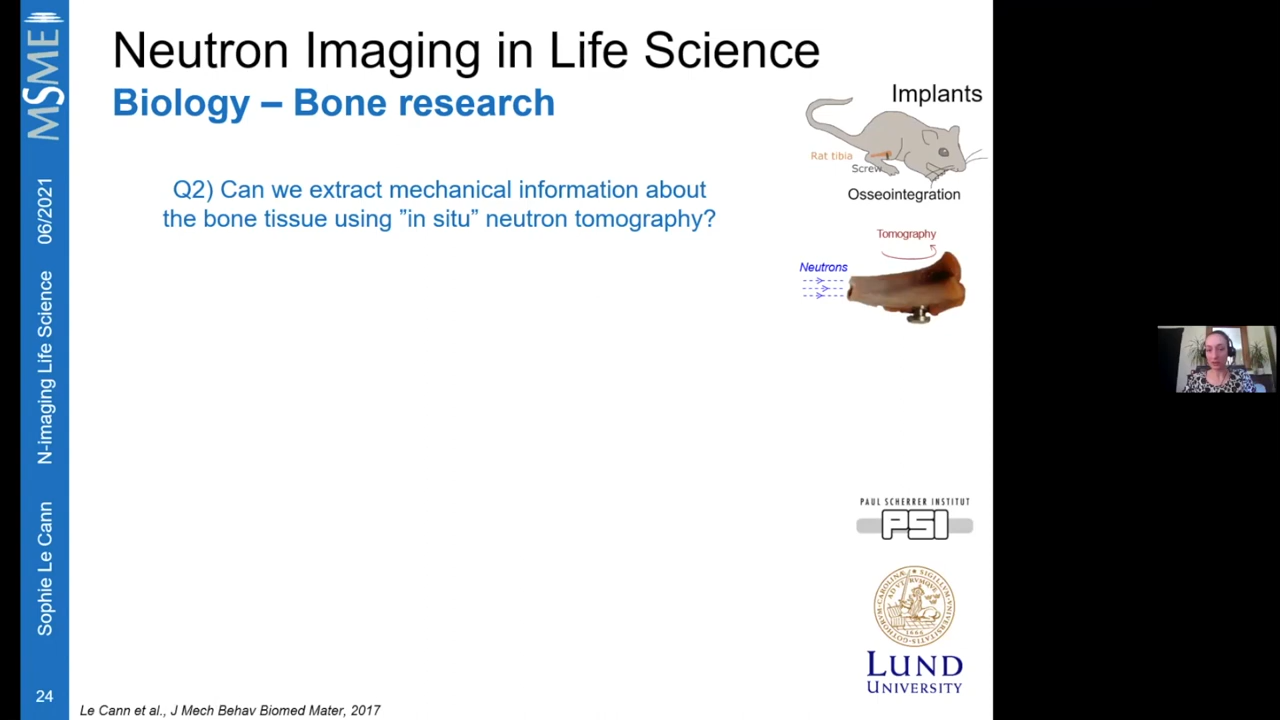 Neutron Imaging in Life Science
Biology – Bone research
Q2) Can we extract mechanical information about
the bone tissue using ”in situ” neutron tomography?
Implants
Rat tibia
Screw
Osseointegration
Tomography
Neutrons
PAUL SCHERRER INSTITUT
PSI
1666
LUND
UNIVERSITY
MSME
06/2021
N-imaging Life Science
Sophie Le Cann
24
Le Cann et al., J Mech Behav Biomed Mater, 2017